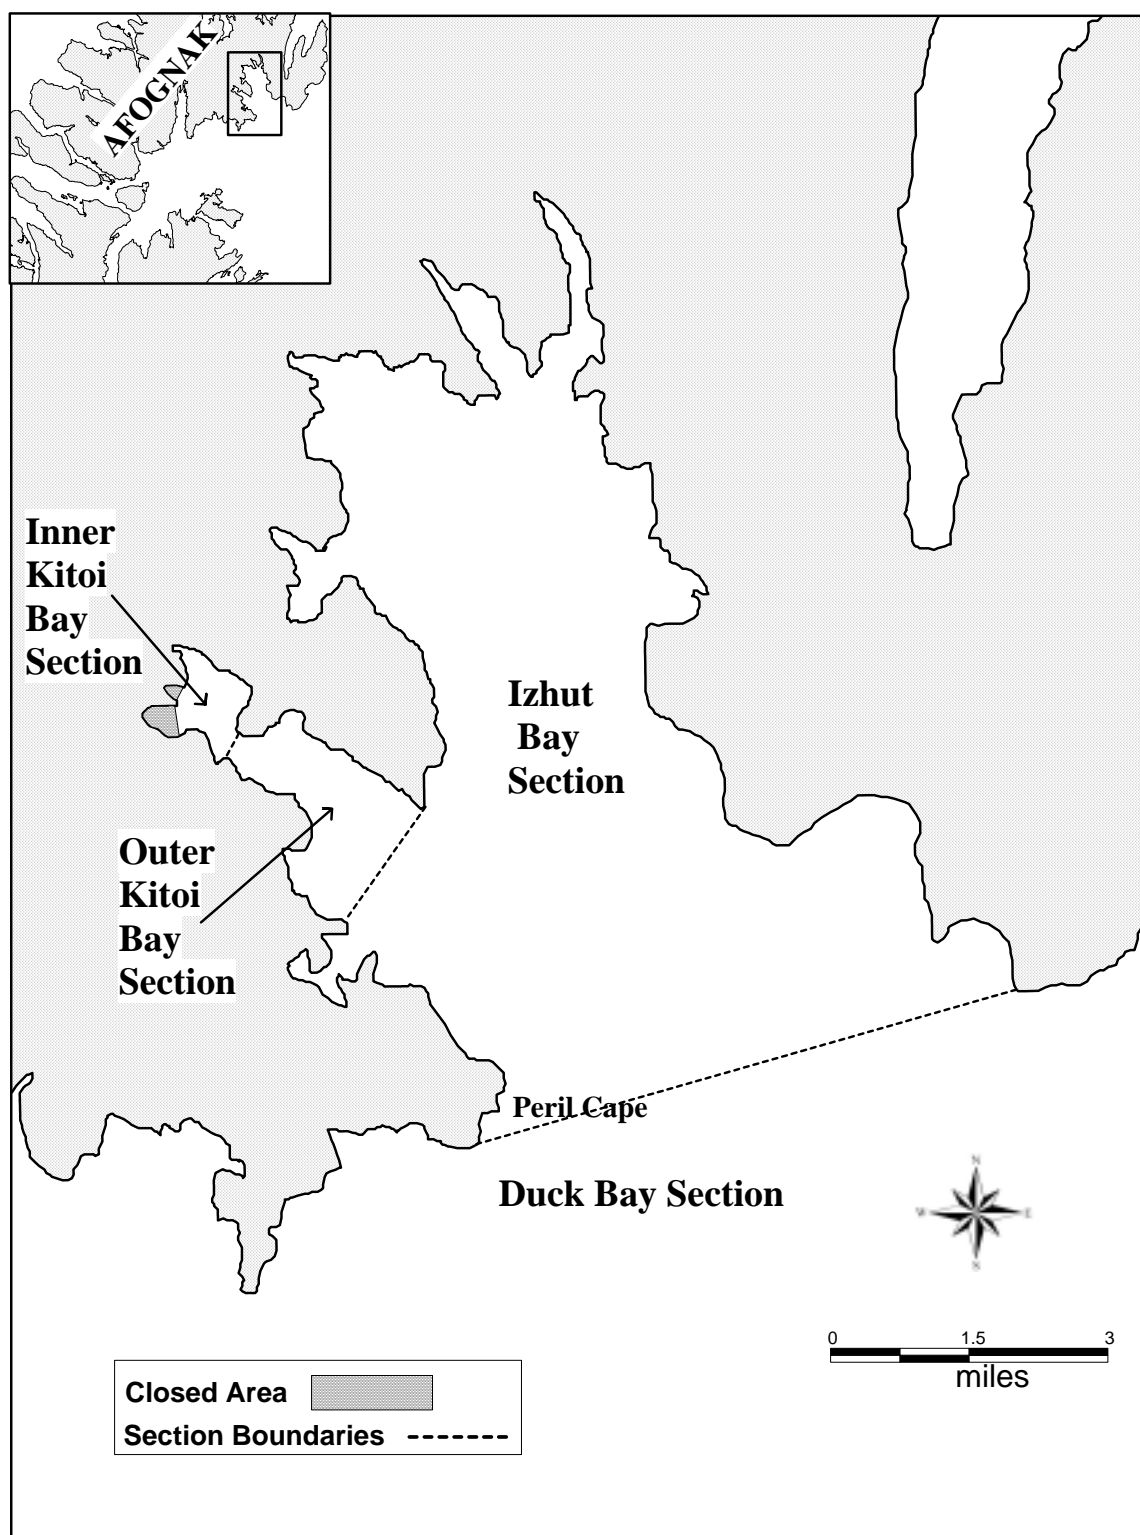 AFOGNAK
Inner
Kitoi
Bay
Section
Izhut
Bay
Section
Outer
Kitoi
Bay
Section
Peril Cape
Duck Bay Section
N
W
E
S
0 1.5 3
miles
Closed Area
Section Boundaries